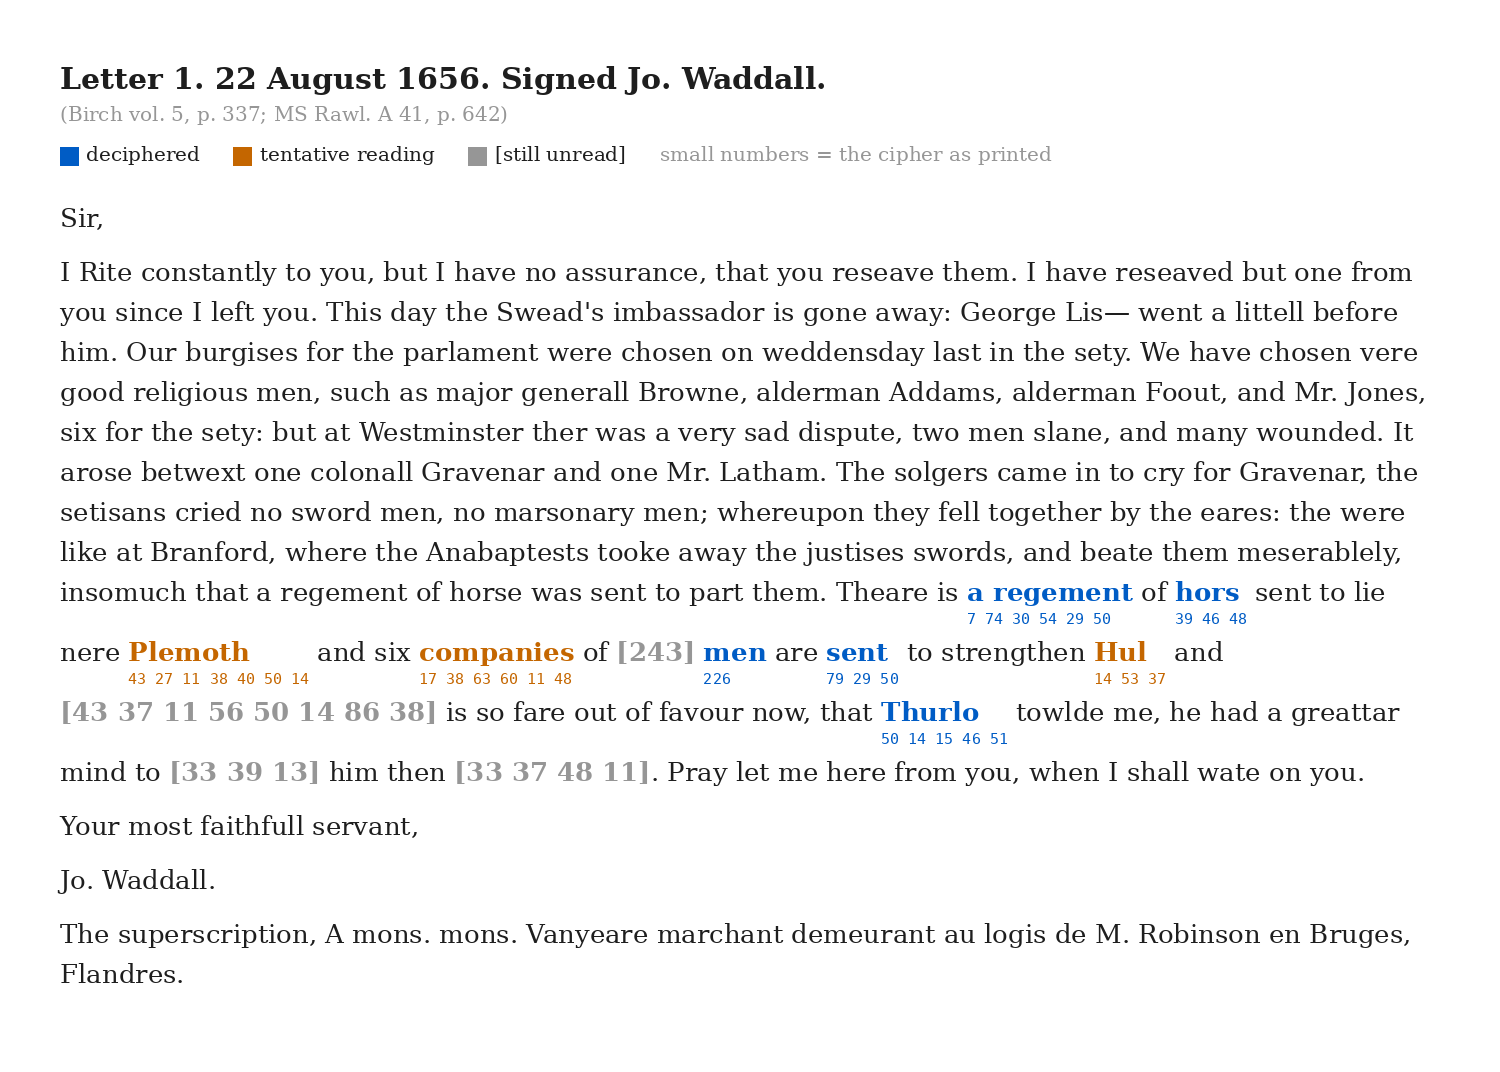 Letter 1. 22 August 1656. Signed Jo. Waddall.
(Birch vol. 5, p. 337; MS Rawl. A 41, p. 642)
deciphered tentative reading [still unread] small numbers = the cipher as printed
Sir,
I Rite constantly to you, but I have no assurance, that you reseave them. I have reseaved but one from
you since I left you. This day the Swead's imbassador is gone away: George Lis— went a littell before
him. Our burgises for the parlament were chosen on weddensday last in the sety. We have chosen vere
good religious men, such as major generall Browne, alderman Addams, alderman Foout, and Mr. Jones,
six for the sety: but at Westminster ther was a very sad dispute, two men slane, and many wounded. It
arose betwext one colonall Gravenar and one Mr. Latham. The solgers came in to cry for Gravenar, the
setisans cried no sword men, no marsonary men; whereupon they fell together by the eares: the were
like at Branford, where the Anabaptests tooke away the justises swords, and beate them meserablely,
insomuch that a regement of horse was sent to part them. Theare is a regement of hors sent to lie
7 74 30 54 29 50 39 46 48
nere Plemoth and six companies of [243] men are sent to strengthen Hul and
43 27 11 38 40 50 14 17 38 63 60 11 48 226 79 29 50 14 53 37
[43 37 11 56 50 14 86 38] is so fare out of favour now, that Thurlo towlde me, he had a greattar
50 14 15 46 51
mind to [33 39 13] him then [33 37 48 11]. Pray let me here from you, when I shall wate on you.
Your most faithfull servant,
Jo. Waddall.
The superscription, A mons. mons. Vanyeare marchant demeurant au logis de M. Robinson en Bruges,
Flandres.